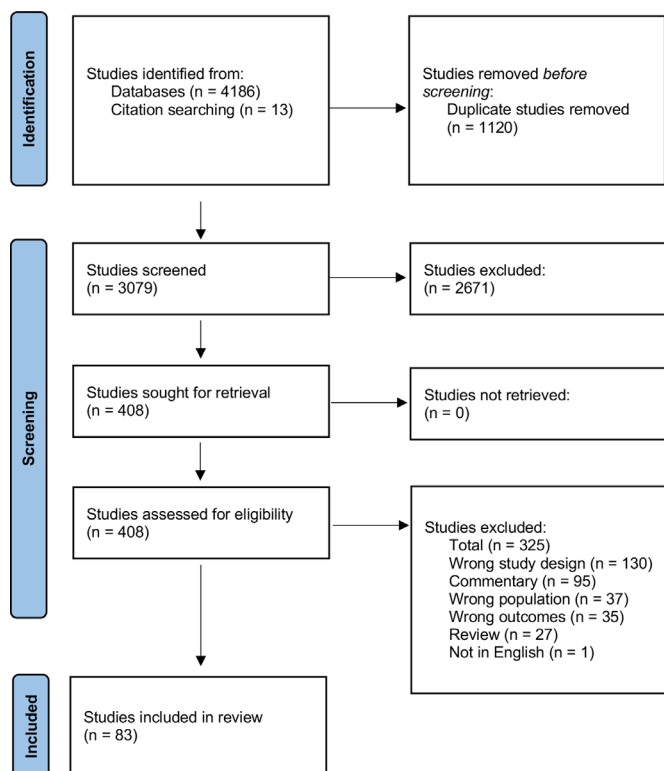 Identification
Studies identified from:
Databases (n = 4186)
Citation searching (n = 13)
Studies removed before
screening:
Duplicate studies removed
(n = 1120)
Screening
Studies screened
(n = 3079)
Studies excluded:
(n = 2671)
Studies sought for retrieval
(n = 408)
Studies not retrieved:
(n = 0)
Studies assessed for eligibility
(n = 408)
Studies excluded:
Total (n = 325)
Wrong study design (n = 130)
Commentary (n = 95)
Wrong population (n = 37)
Wrong outcomes (n = 35)
Review (n = 27)
Not in English (n = 1)
Included
Studies included in review
(n = 83)